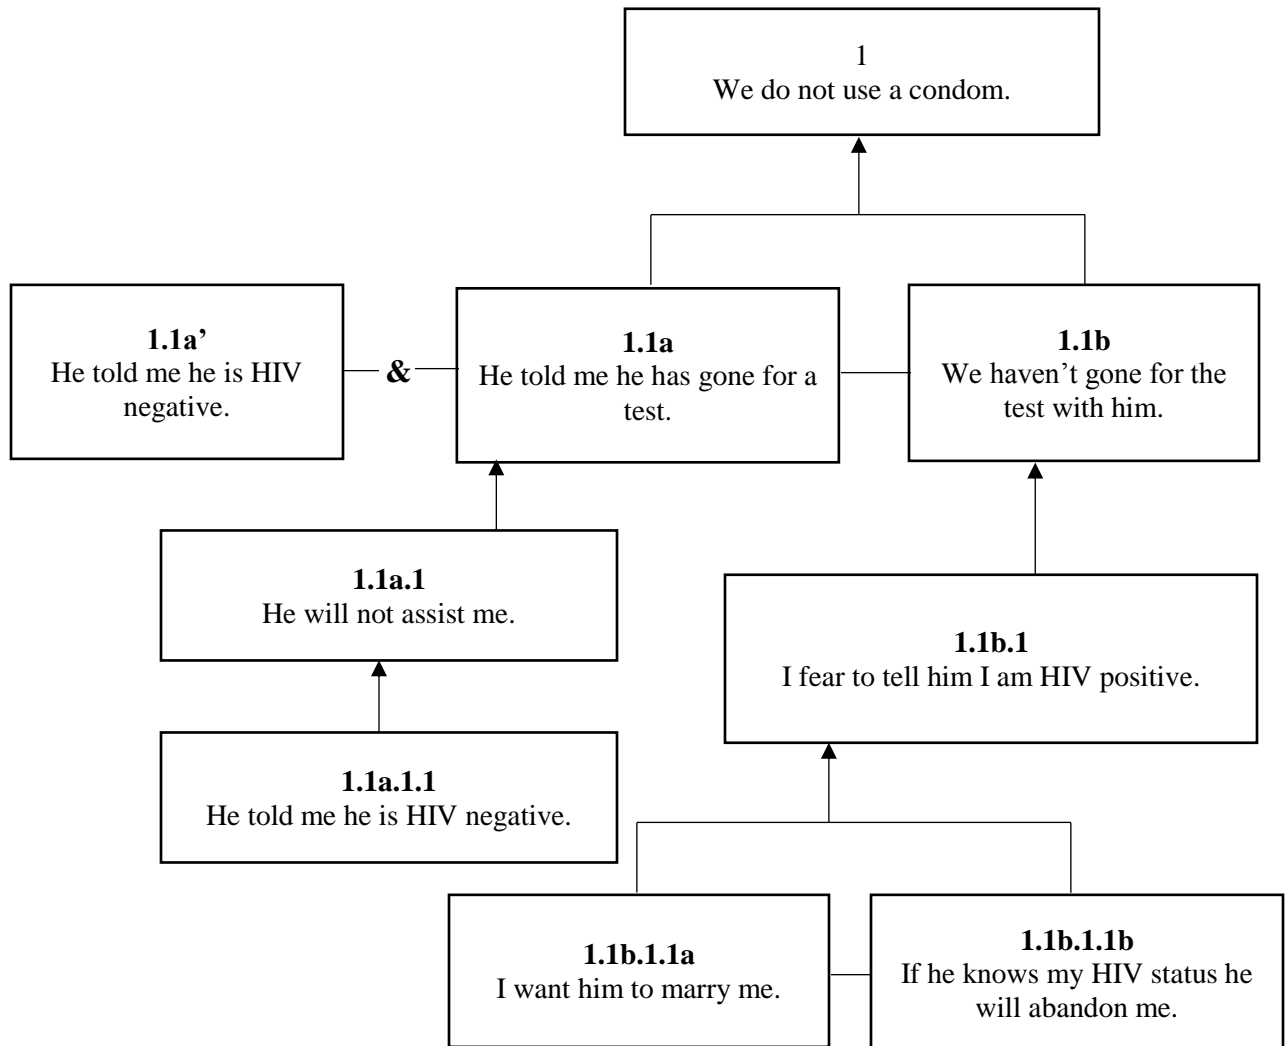 1
We do not use a condom.
1.1a’
He told me he is HIV
negative.
&
1.1a
He told me he has gone for a
test.
1.1b
We haven’t gone for the
test with him.
1.1a.1
He will not assist me.
1.1b.1
I fear to tell him I am HIV positive.
1.1a.1.1
He told me he is HIV negative.
1.1b.1.1a
I want him to marry me.
1.1b.1.1b
If he knows my HIV status he
will abandon me.